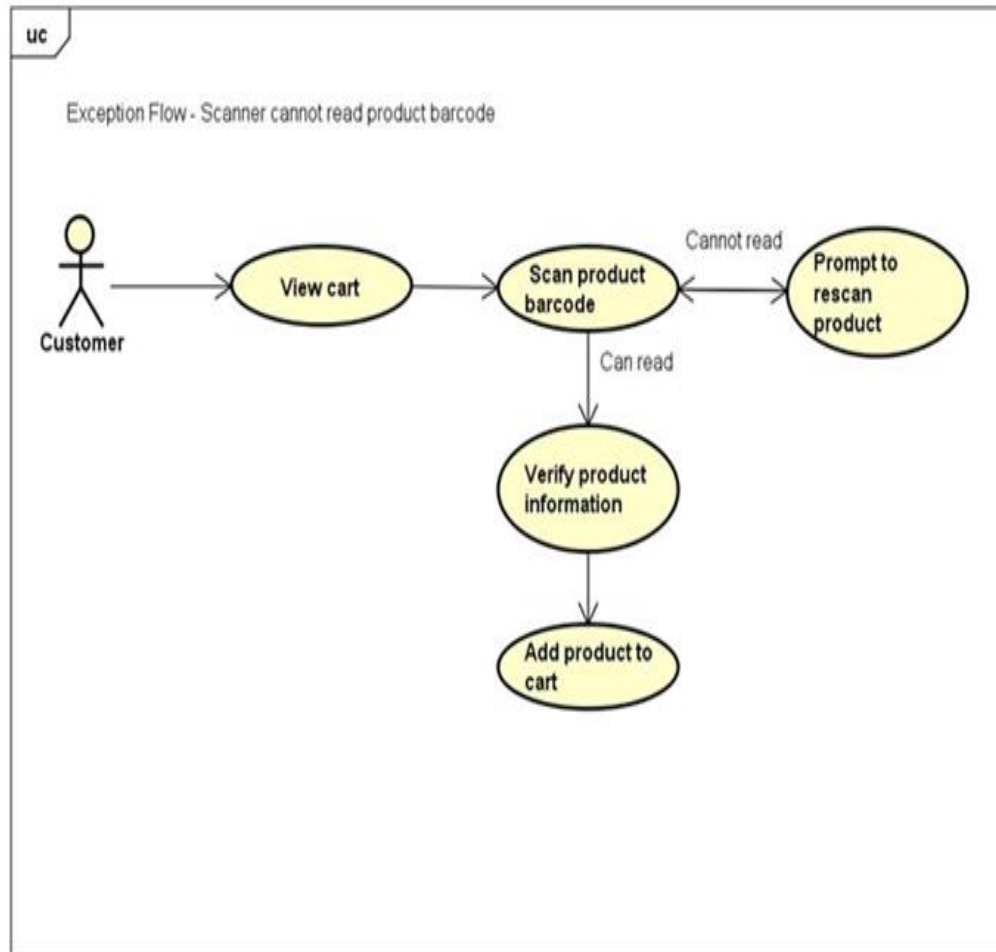 uc
Exception Flow - Scanner cannot read product barcode
Customer
View cart
Scan product
barcode
Cannot read
Prompt to
rescan
product
Can read
Verify product
information
Add product to
cart